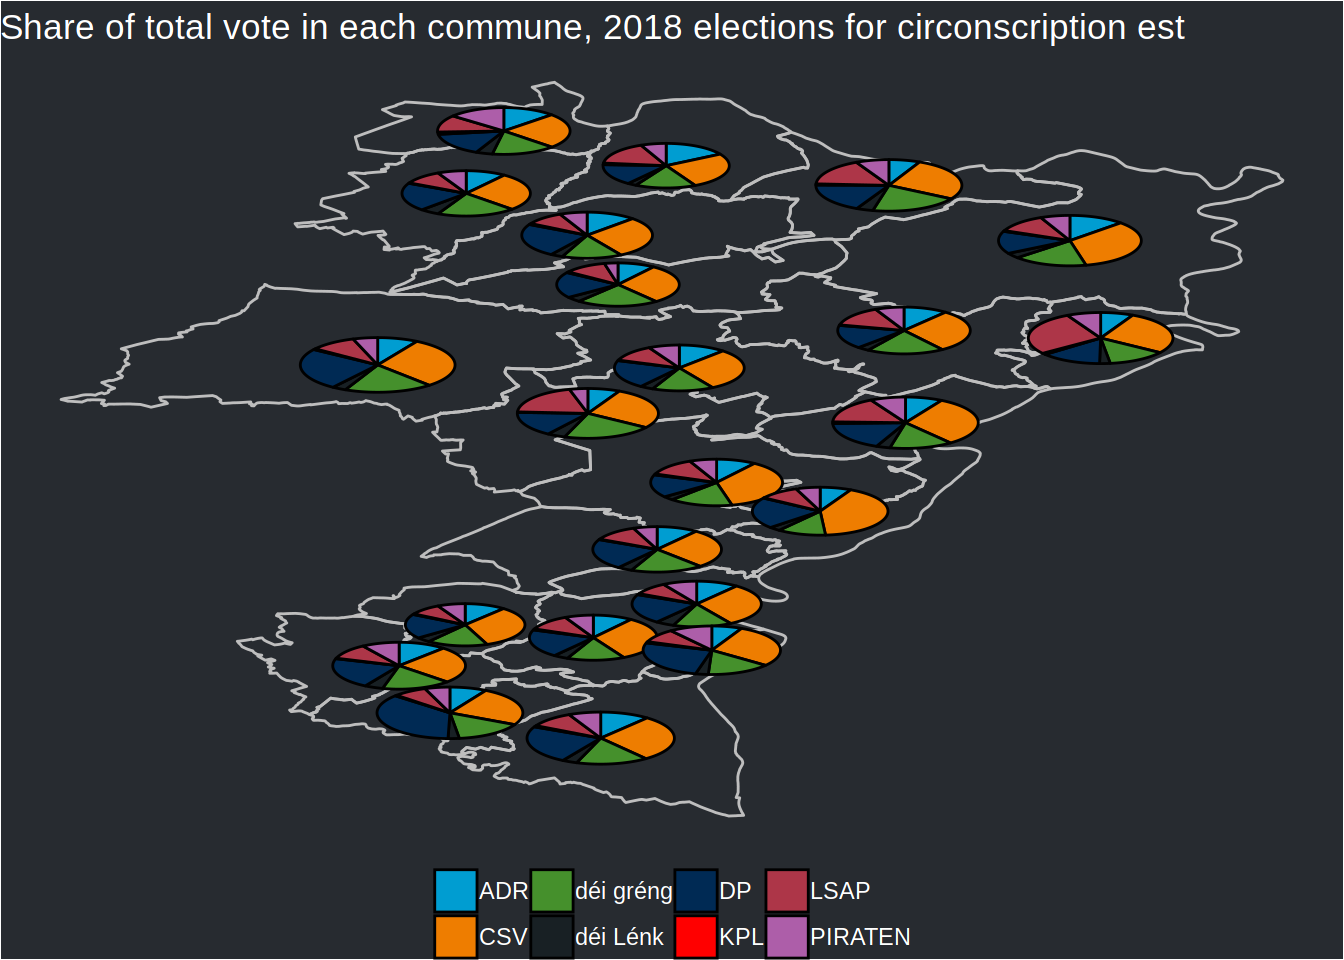 Share of total vote in each commune, 2018 elections for circonscription est
ADR déi gréng DP LSAP
CSV déi Lénk KPL PIRATEN